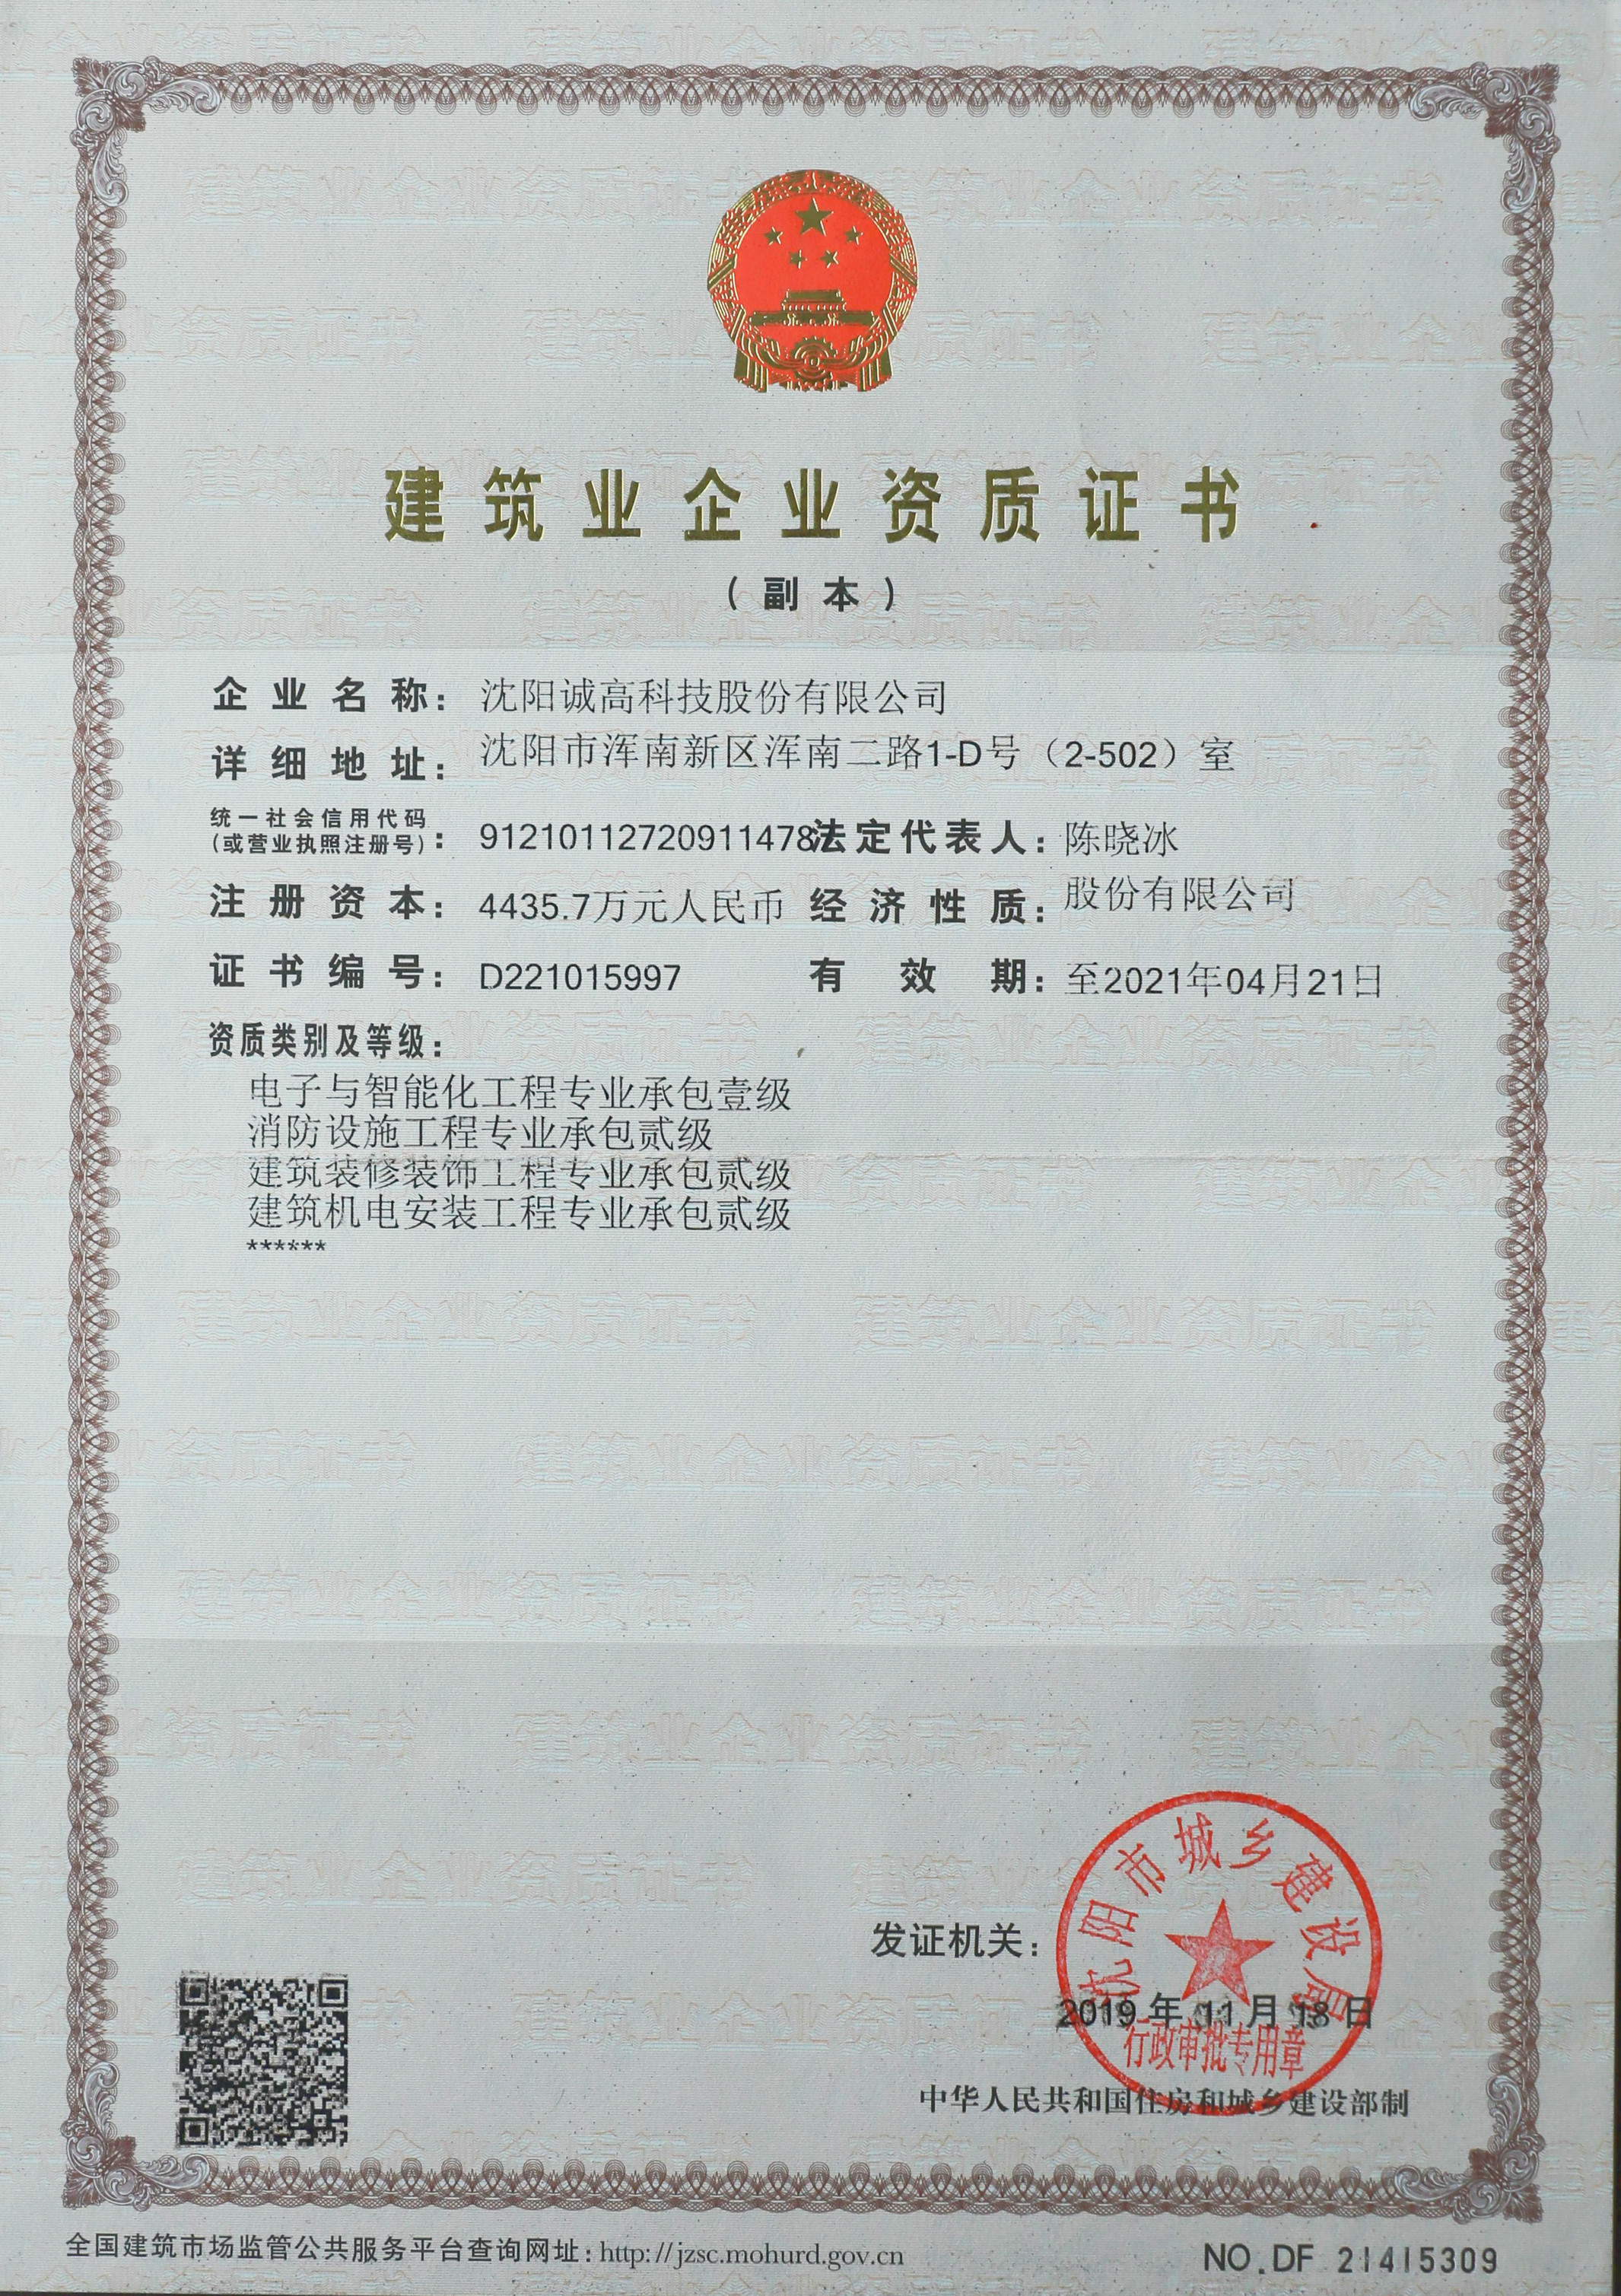 建筑业企业资质证书
（副本）
企业名称：沈阳诚高科技股份有限公司
详细地址：沈阳市浑南新区浑南二路1-D号（2-502）室
统一社会信用代码
(或营业执照注册号)：91210112720911478 法定代表人：陈晓冰
注册资本：4435.7万元人民币 经济性质：股份有限公司
证书编号：D221015997 有效期：至2021年04月21日
资质类别及等级：
电子与智能化工程专业承包壹级
消防设施工程专业承包贰级
建筑装修装饰工程专业承包贰级
建筑机电安装工程专业承包贰级
******
沈阳市城乡建设局
发证机关：
2019年11月18日
行政审批专用章
中华人民共和国住房和城乡建设部制
全国建筑市场监管公共服务平台查询网址：http://jzsc.mohurd.gov.cn
NO.DF 21415309